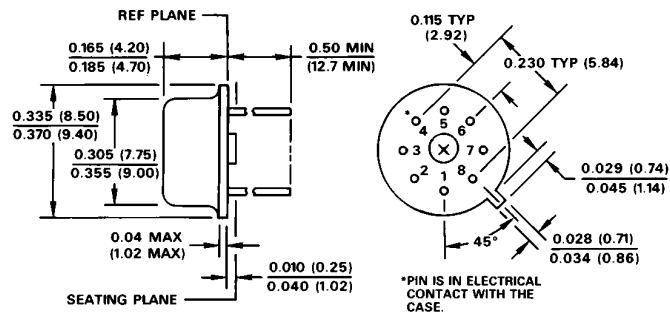 REF PLANE
0.165 (4.20)
0.185 (4.70)
0.50 MIN
(12.7 MIN)
0.335 (8.50)
0.370 (9.40)
0.305 (7.75)
0.355 (9.00)
0.04 MAX
(1.02 MAX)
0.010 (0.25)
0.040 (1.02)
SEATING PLANE
0.115 TYP
(2.92)
0.230 TYP (5.84)
*
5
4
6
3
7
2
1
8
0.029 (0.74)
0.045 (1.14)
45°
0.028 (0.71)
0.034 (0.86)
*PIN IS IN ELECTRICAL
CONTACT WITH THE
CASE.